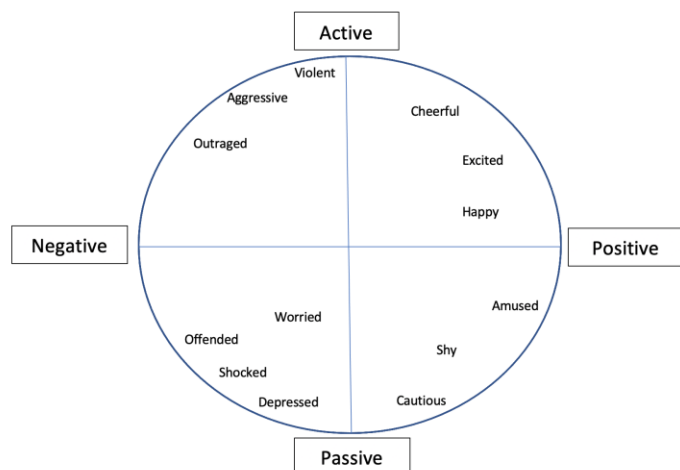 Active
Violent
Aggressive
Cheerful
Outraged
Excited
Happy
Negative
Positive
Amused
Worried
Offended
Shy
Shocked
Depressed
Cautious
Passive